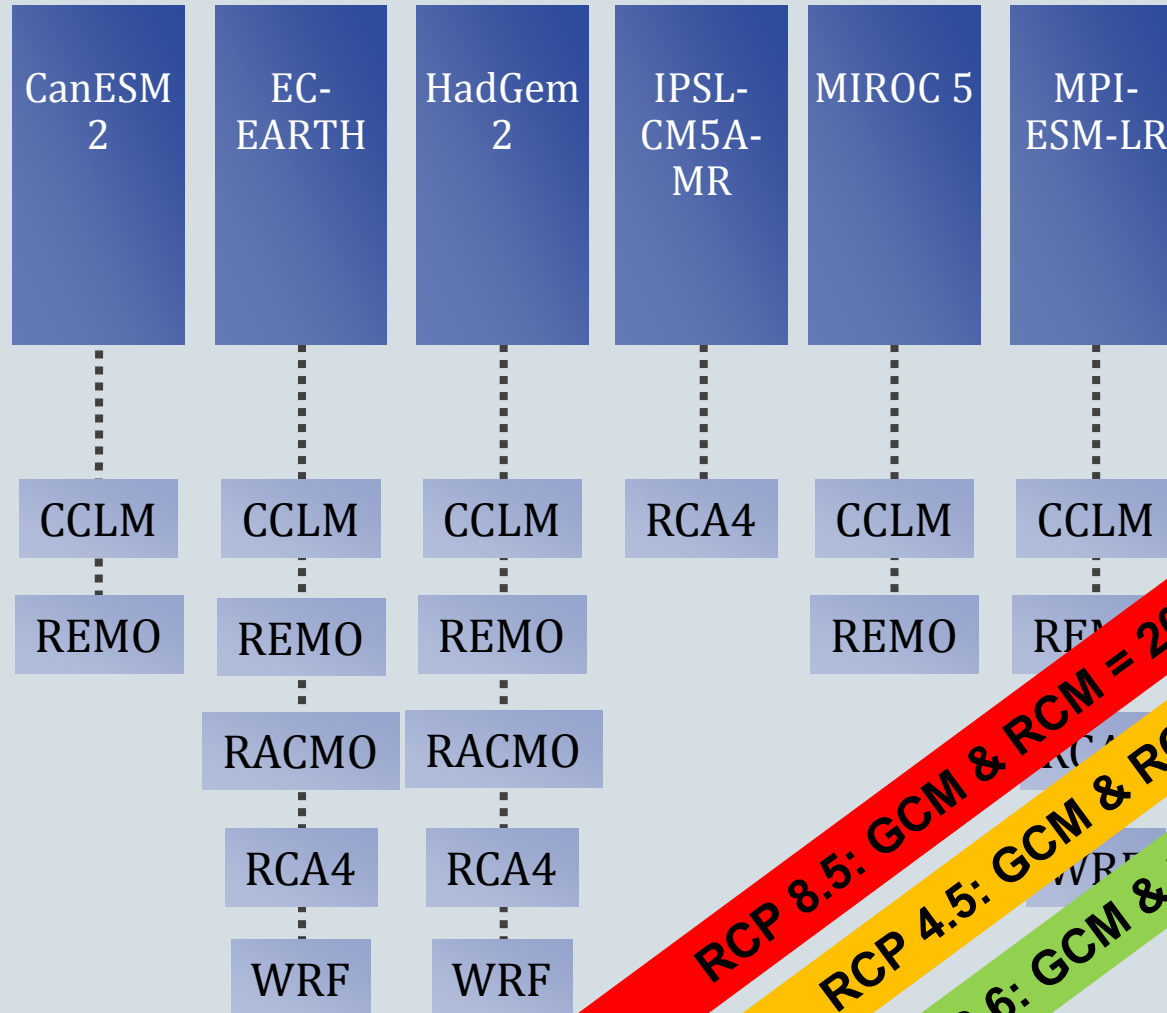 CanESM
2
EC-
EARTH
HadGem
2
IPSL-
CM5A-
MR
MIROC 5
MPI-
ESM-LR
CCLM
CCLM
CCLM
RCA4
CCLM
CCLM
REMO
REMO
REMO
REMO
RACMO
RACMO
RCA4
RCA4
WRF
WRF
RCP 8.5: GCM & RCM =
RCP 4.5: GCM &
GCM &